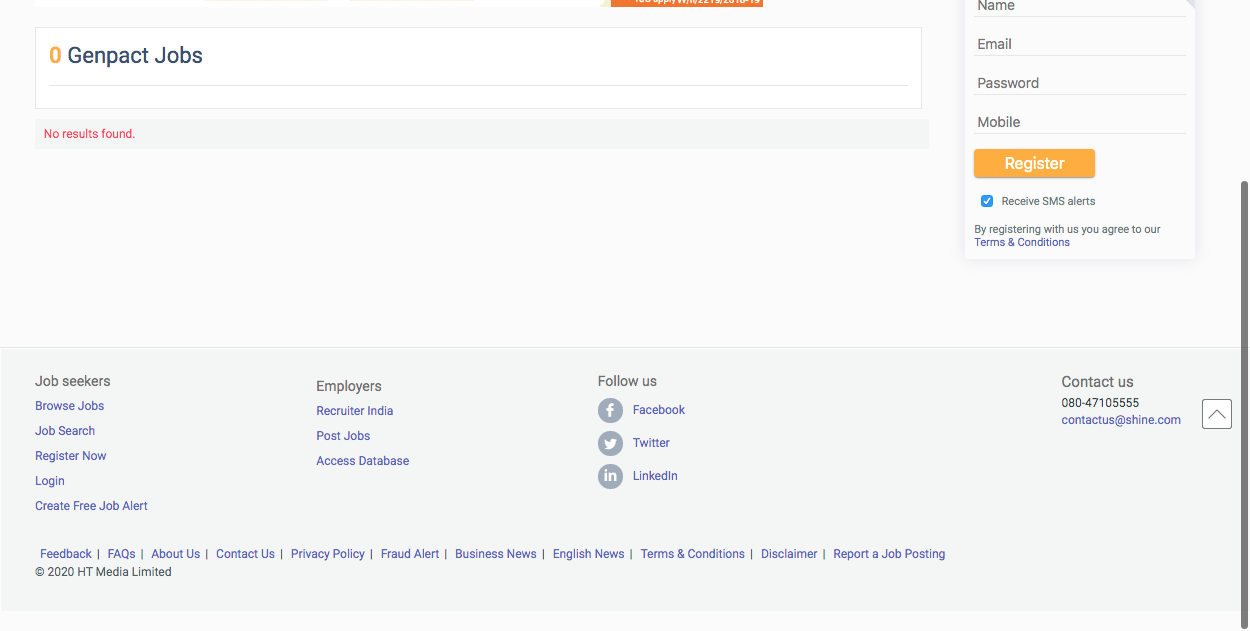 0 Genpact Jobs
No results found.
Name
Email
Password
Mobile
Register
Receive SMS alerts
By registering with us you agree to our
Terms & Conditions
Job seekers
Browse Jobs
Job Search
Register Now
Login
Create Free Job Alert
Employers
Recruiter India
Post Jobs
Access Database
Follow us
Facebook
Twitter
LinkedIn
Contact us
080-47105555
contactus@shine.com
Feedback | FAQs | About Us | Contact Us | Privacy Policy | Fraud Alert | Business News | English News | Terms & Conditions | Disclaimer | Report a Job Posting
© 2020 HT Media Limited